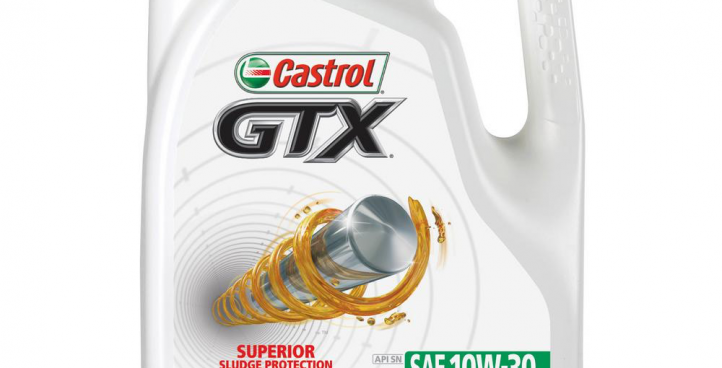 Castrol
GTX
SUPERIOR
SLUDGE PROTECTION
API SN
SAE 10W-30